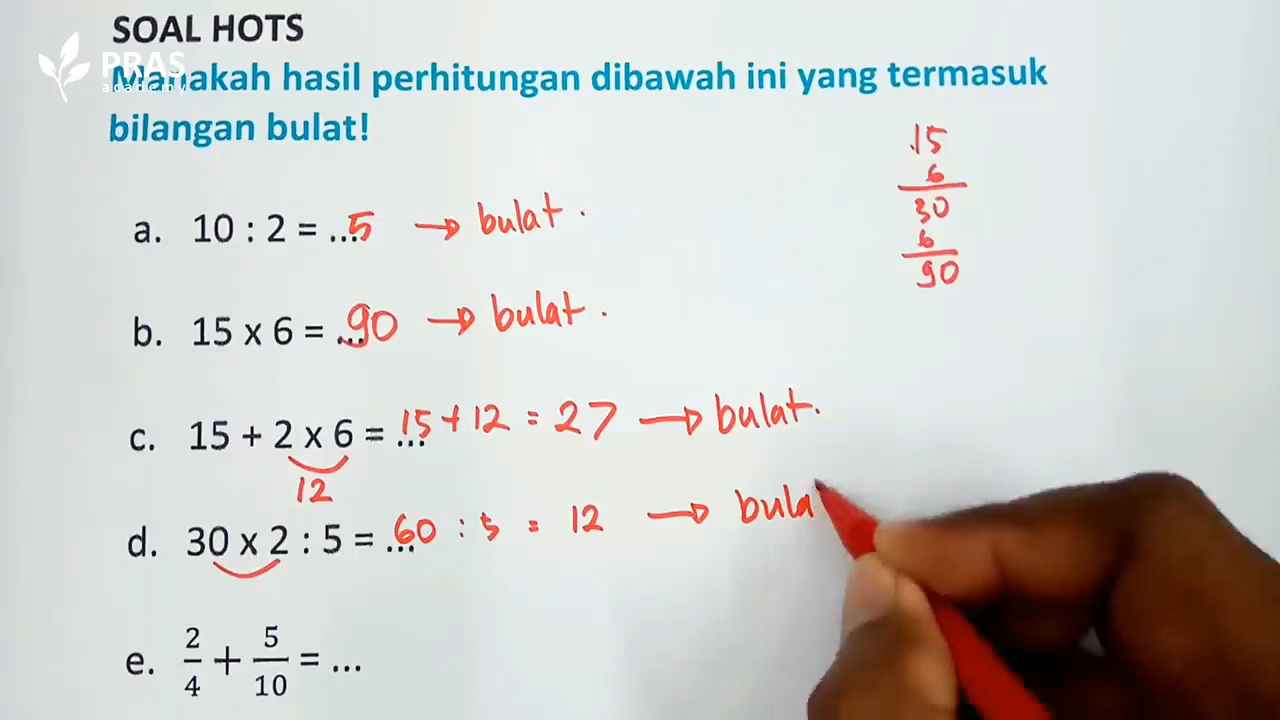 SOAL HOTS
PRAS
academy
Manakah hasil perhitungan dibawah ini yang termasuk
bilangan bulat!
15
6
30
6
90
a. 10 : 2 = ...5 → bulat.
b. 15 x 6 = ...90 → bulat.
c. 15 + 2 x 6 = ...15 + 12 = 27 → bulat.
12
d. 30 x 2 : 5 = ...60 : 5 = 12 → bula
e. 2/4 + 5/10 = ...